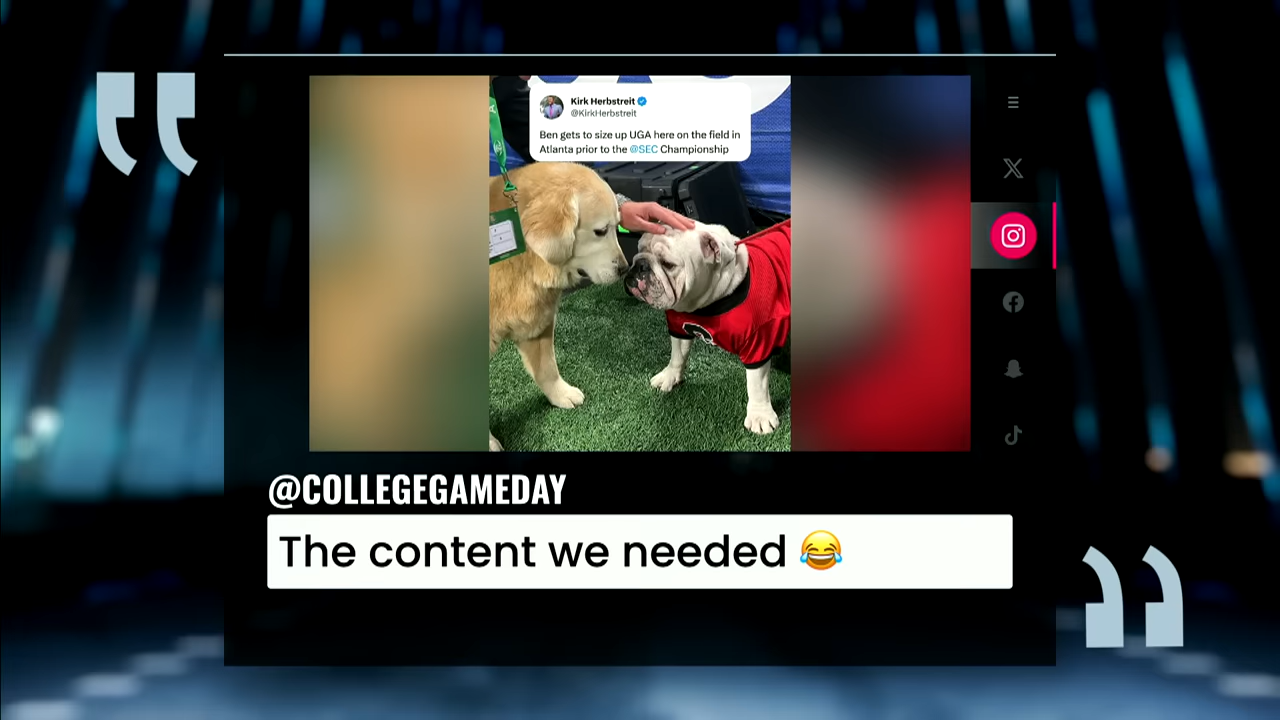 Kirk Herbstreit
@KirkHerbstreit
Ben gets to size up UGA here on the field in
Atlanta prior to the @SEC Championship
@COLLEGEGAMEDAY
The content we needed 😂